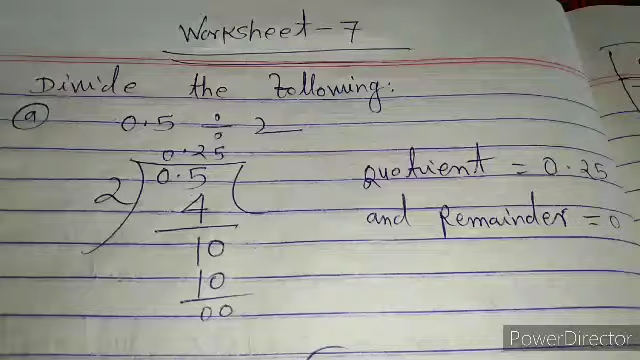 Worksheet - 7
Divide the following:
(a) 0.5 ÷ 2
0.25
2 ) 0.5 (
4
10
10
00
Quotient = 0.25
and Remainder = 0
PowerDirector